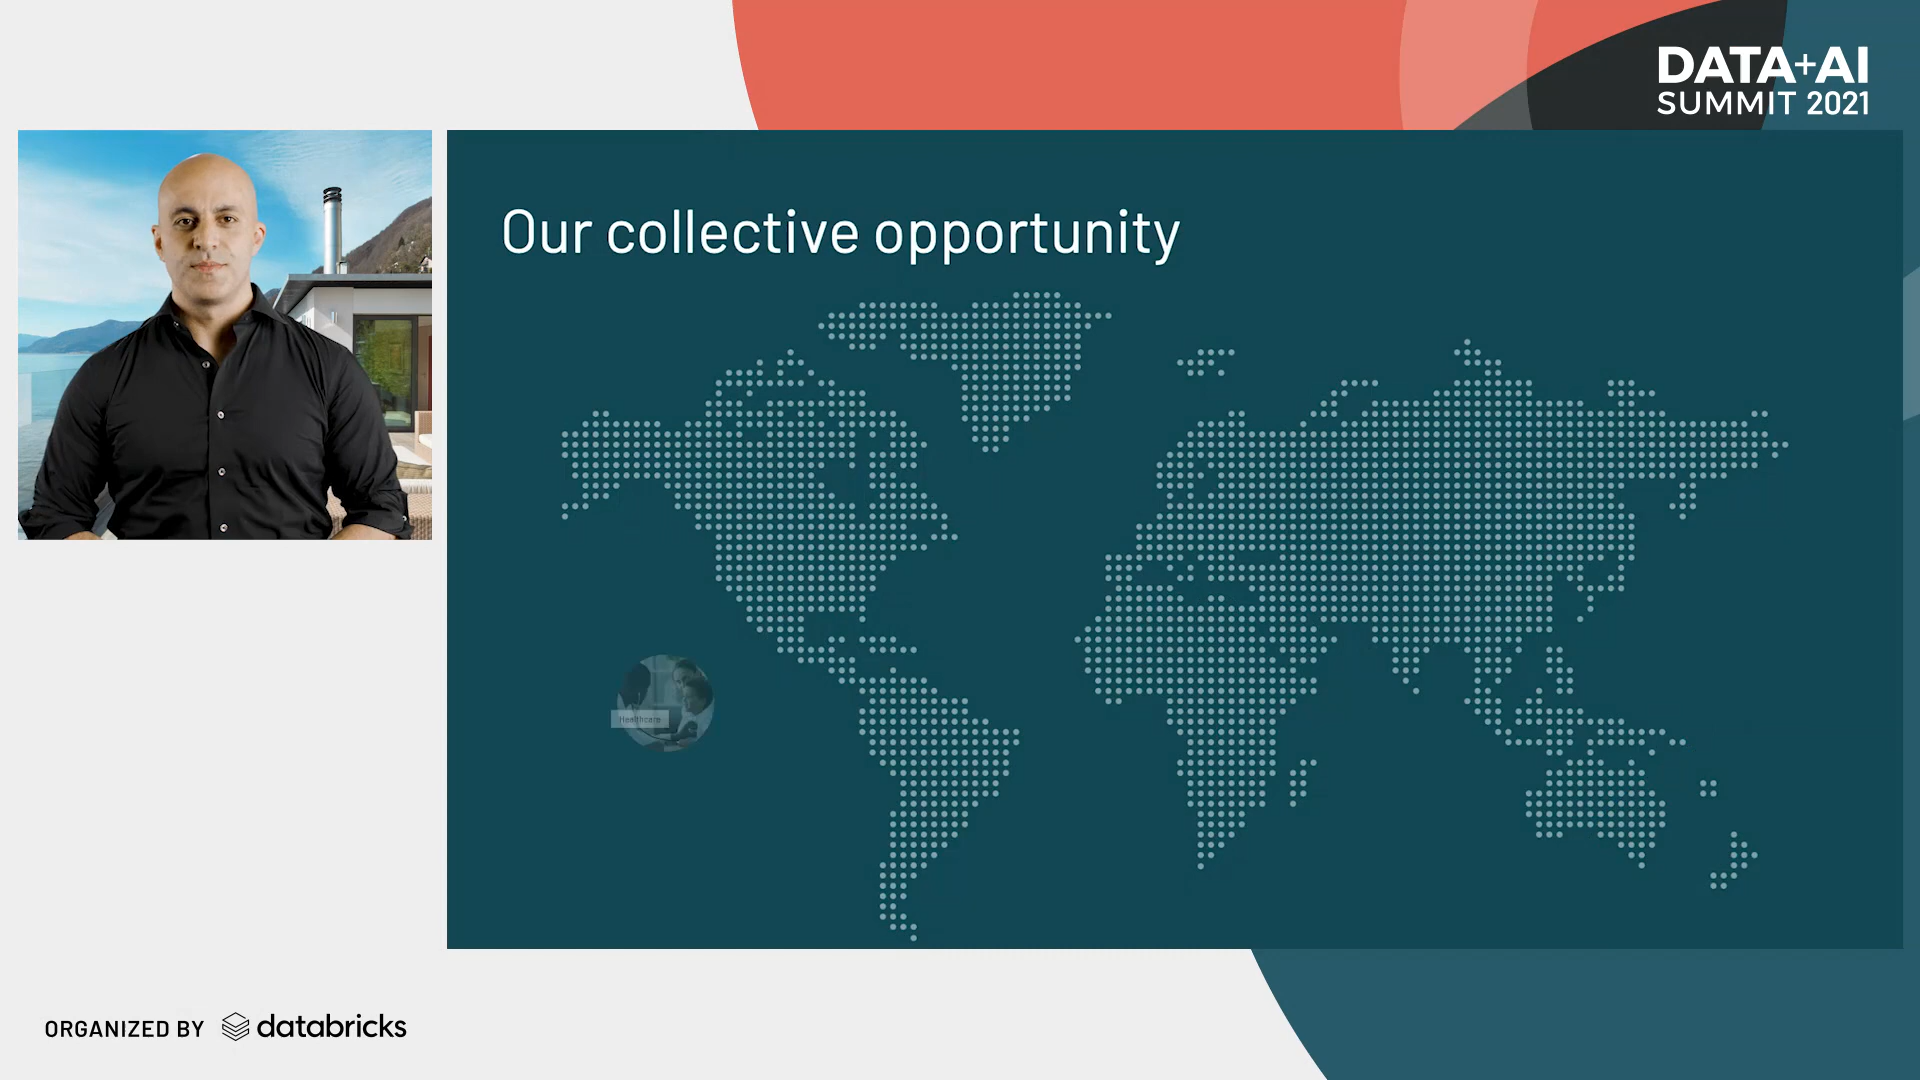 DATA+AI
SUMMIT 2021
Our collective opportunity
Healthcare
ORGANIZED BY databricks